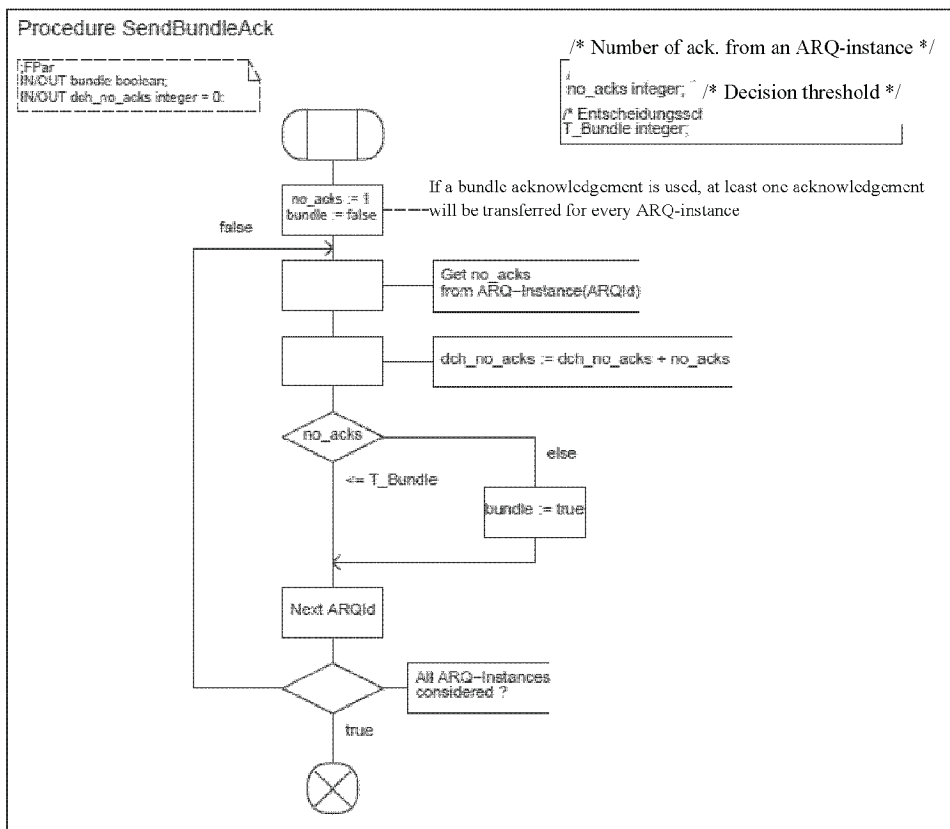 Procedure SendBundleAck
;FPar
IN/OUT bundle boolean;
IN/OUT dch_no_acks integer = 0;
/* Number of ack. from an ARQ-instance */
no_acks integer; /* Decision threshold */
/* Entscheidungssch
T_Bundle integer;
no_acks := 1
bundle := false
If a bundle acknowledgement is used, at least one acknowledgement
will be transferred for every ARQ-instance
false
Get no_acks
from ARQ-Instance(ARQId)
dch_no_acks := dch_no_acks + no_acks
no_acks
else
<= T_Bundle
bundle := true
Next ARQId
All ARQ-Instances
considered ?
true